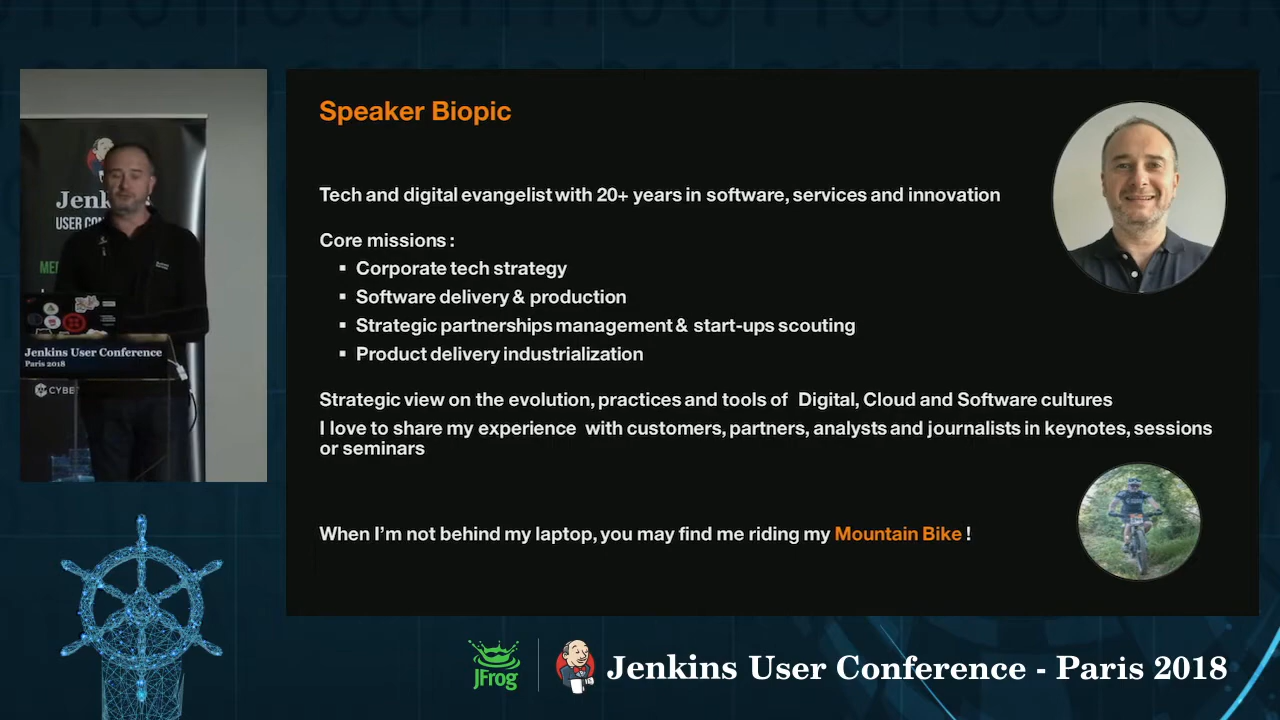 Speaker Biopic
Tech and digital evangelist with 20+ years in software, services and innovation
Core missions :
▪ Corporate tech strategy
▪ Software delivery & production
▪ Strategic partnerships management & start-ups scouting
▪ Product delivery industrialization
Strategic view on the evolution, practices and tools of Digital, Cloud and Software cultures
I love to share my experience with customers, partners, analysts and journalists in keynotes, sessions
or seminars
When I'm not behind my laptop, you may find me riding my Mountain Bike !
Jenkins User Conference
Paris 2018
CYBE
JFrog
Jenkins User Conference - Paris 2018